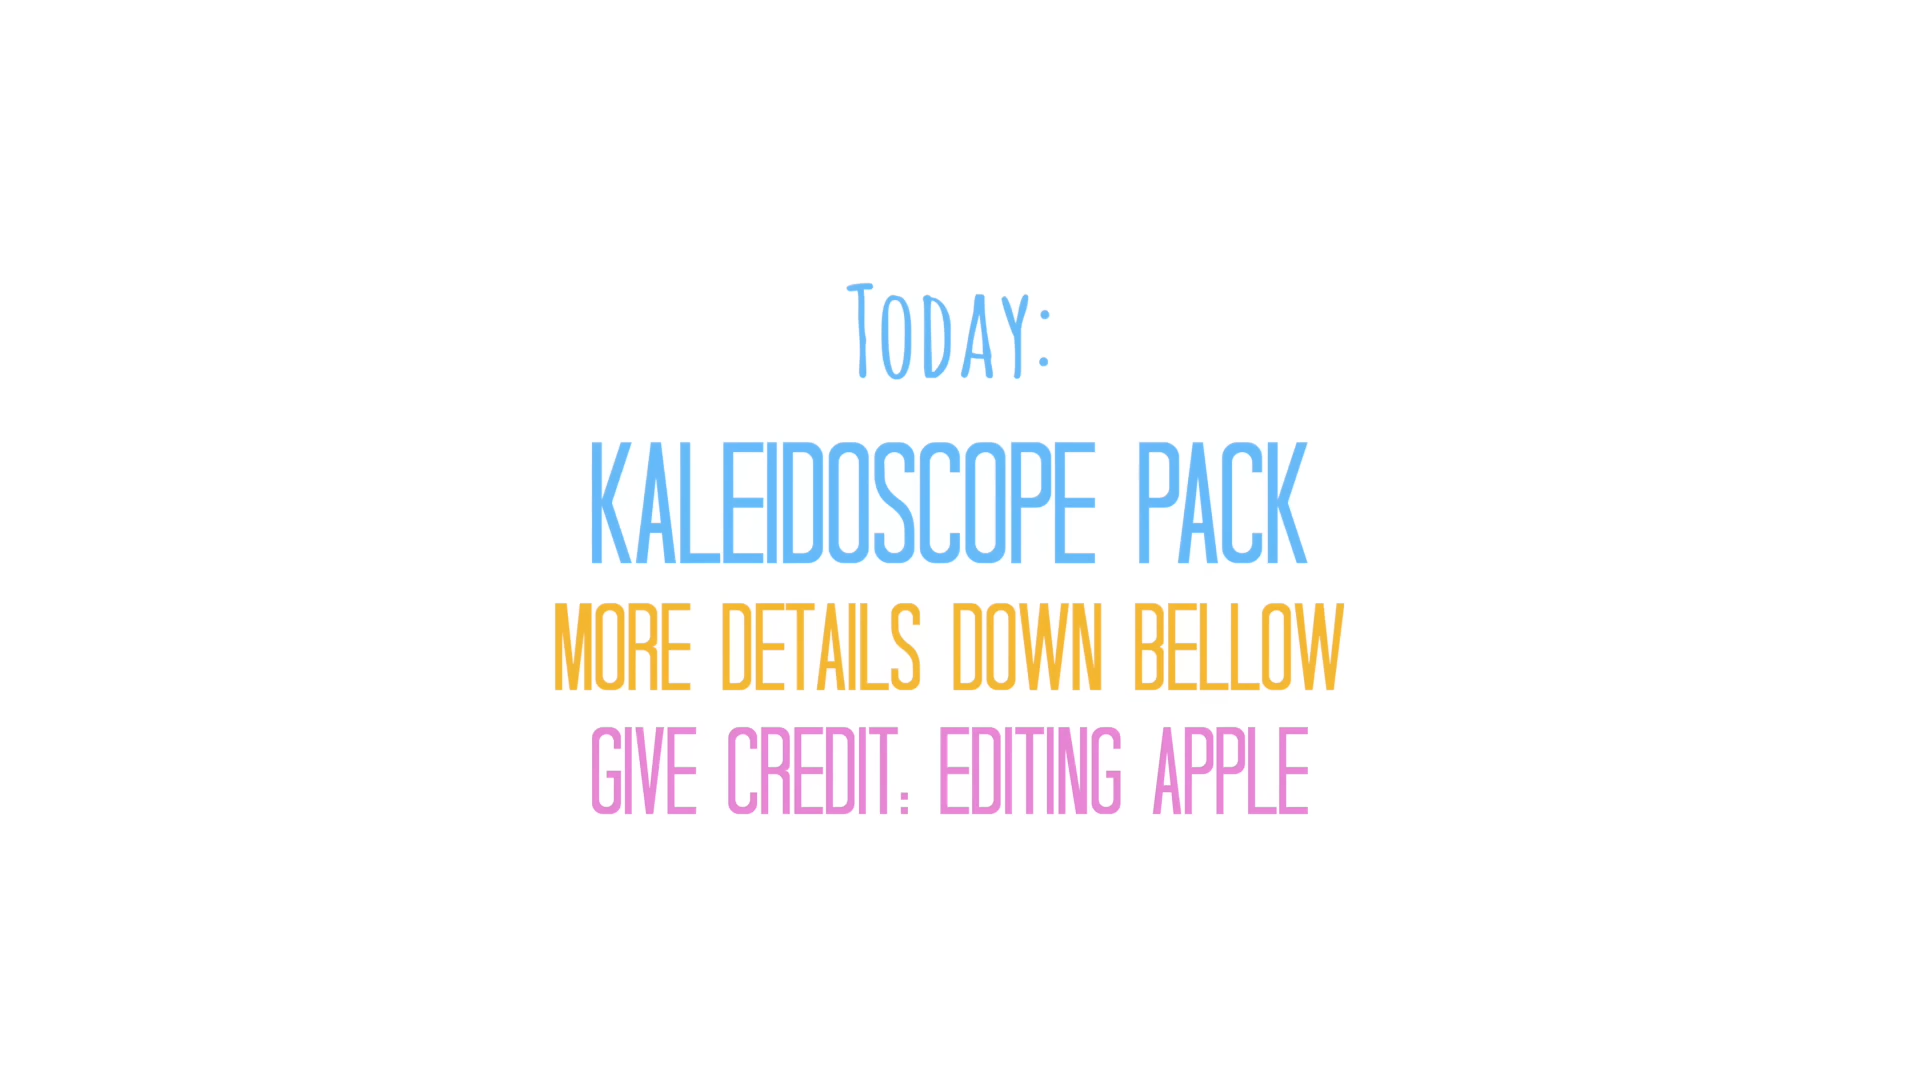 Today:
KALEIDOSCOPE PACK
MORE DETAILS DOWN BELLOW
GIVE CREDIT: EDITING APPLE